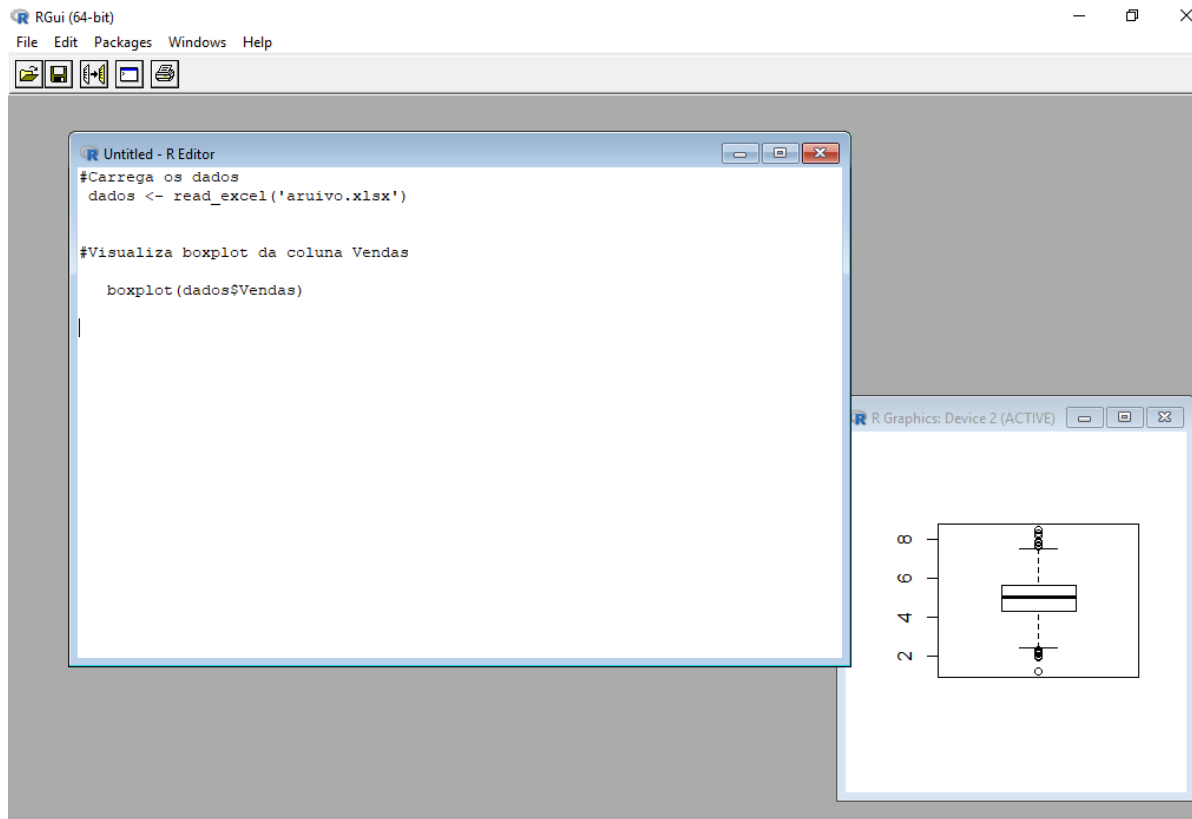 RGui (64-bit)
File Edit Packages Windows Help
Untitled - R Editor
#Carrega os dados
dados <- read_excel('aruivo.xlsx')
#Visualiza boxplot da coluna Vendas
boxplot(dados$Vendas)
R Graphics: Device 2 (ACTIVE)
8
6
4
2